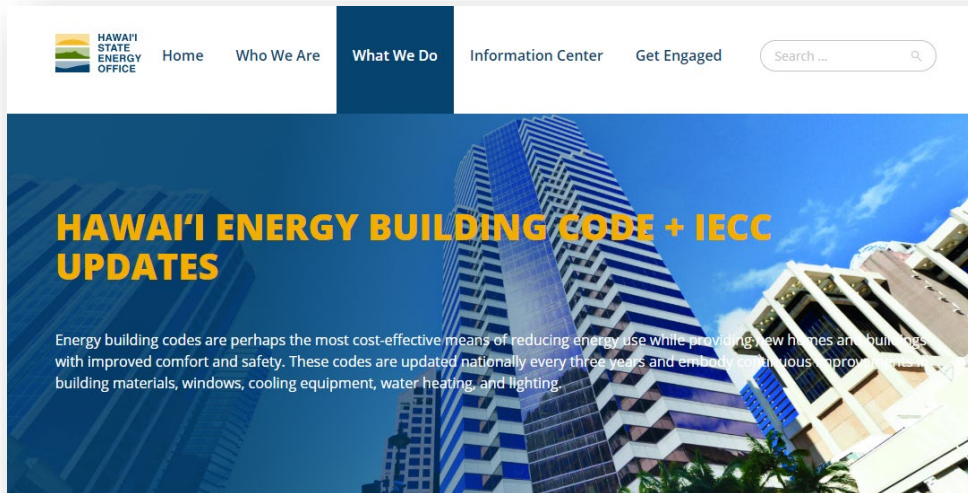 HAWAI'I
STATE
ENERGY
OFFICE
Home
Who We Are
What We Do
Information Center
Get Engaged
Search ...
HAWAIʻI ENERGY BUILDING CODE + IECC
UPDATES
Energy building codes are perhaps the most cost-effective means of reducing energy use while providing new homes and buildings
with improved comfort and safety. These codes are updated nationally every three years and embody continuous improvements in
building materials, windows, cooling equipment, water heating, and lighting.